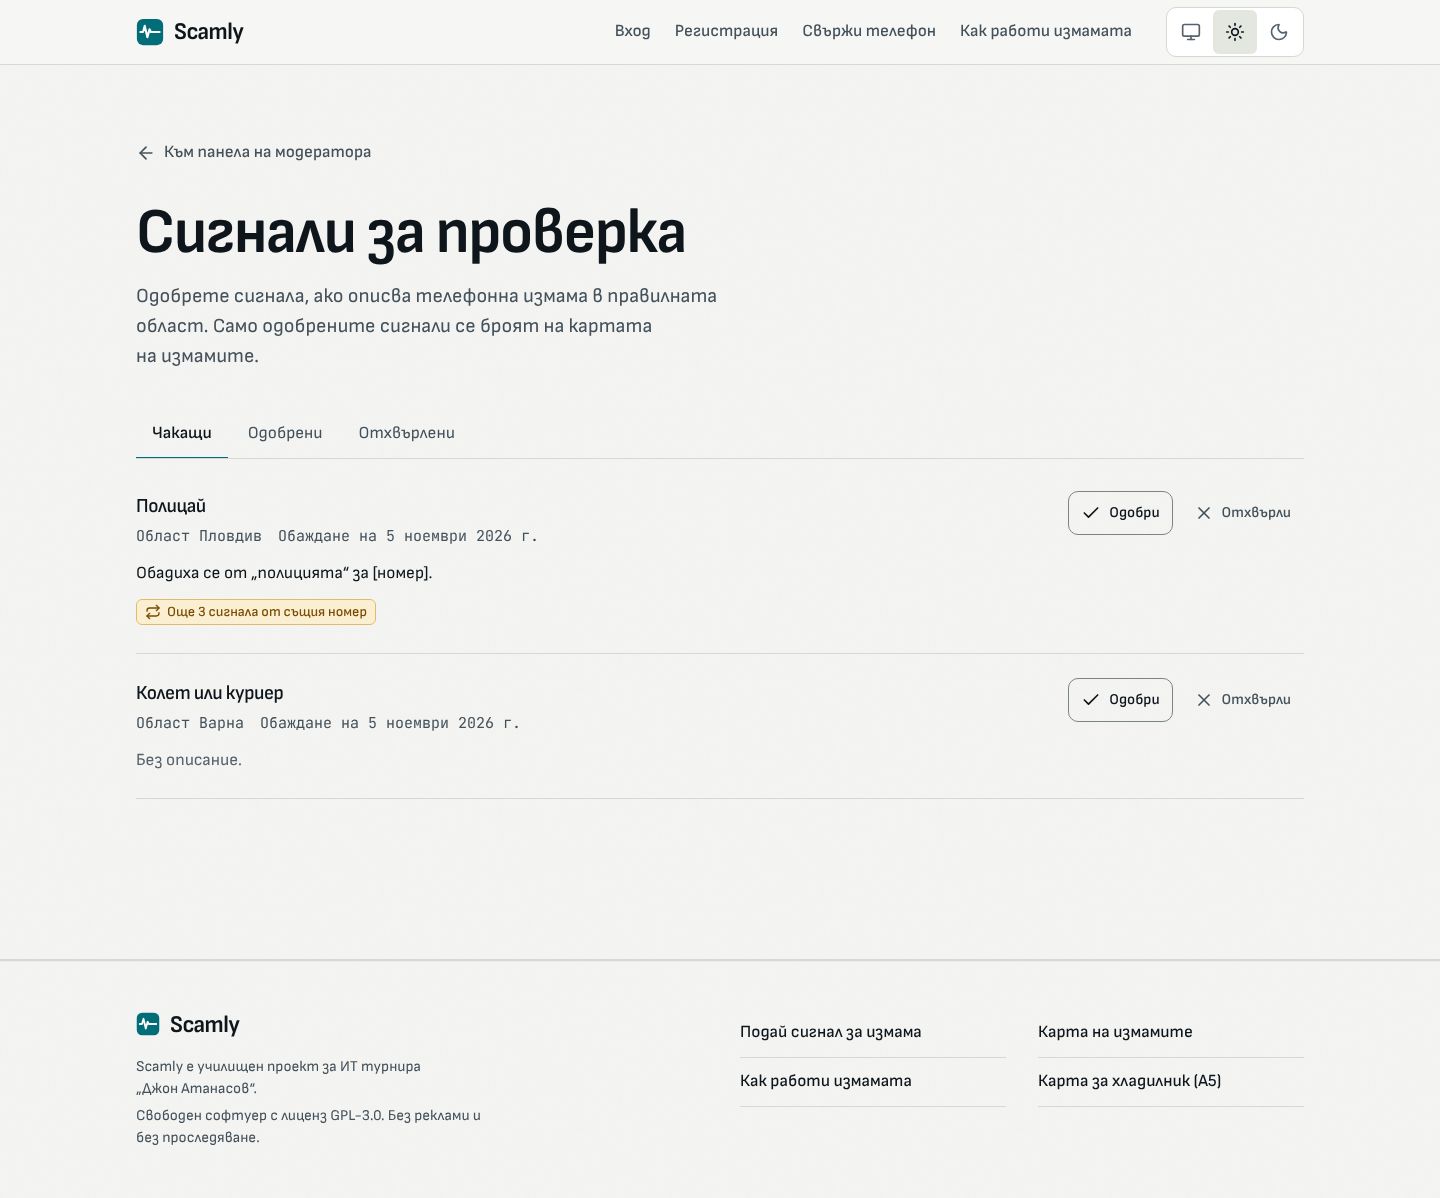 Scamly
Вход
Регистрация
Свържи телефон
Как работи измамата
Към панела на модератора
Сигнали за проверка
Одобрете сигнала, ако описва телефонна измама в правилната
област. Само одобрените сигнали се броят на картата
на измамите.
Чакащи
Одобрени
Отхвърлени
Полицай
Област Пловдив Обаждане на 5 ноември 2026 г.
Обадиха се от „полицията“ за [номер].
Още 3 сигнала от същия номер
Одобри
Отхвърли
Колет или куриер
Област Варна Обаждане на 5 ноември 2026 г.
Без описание.
Одобри
Отхвърли
Scamly
Scamly е училищен проект за ИТ турнира
„Джон Атанасов“.
Свободен софтуер с лиценз GPL-3.0. Без реклами и
без проследяване.
Подай сигнал за измама
Карта на измамите
Как работи измамата
Карта за хладилник (А5)